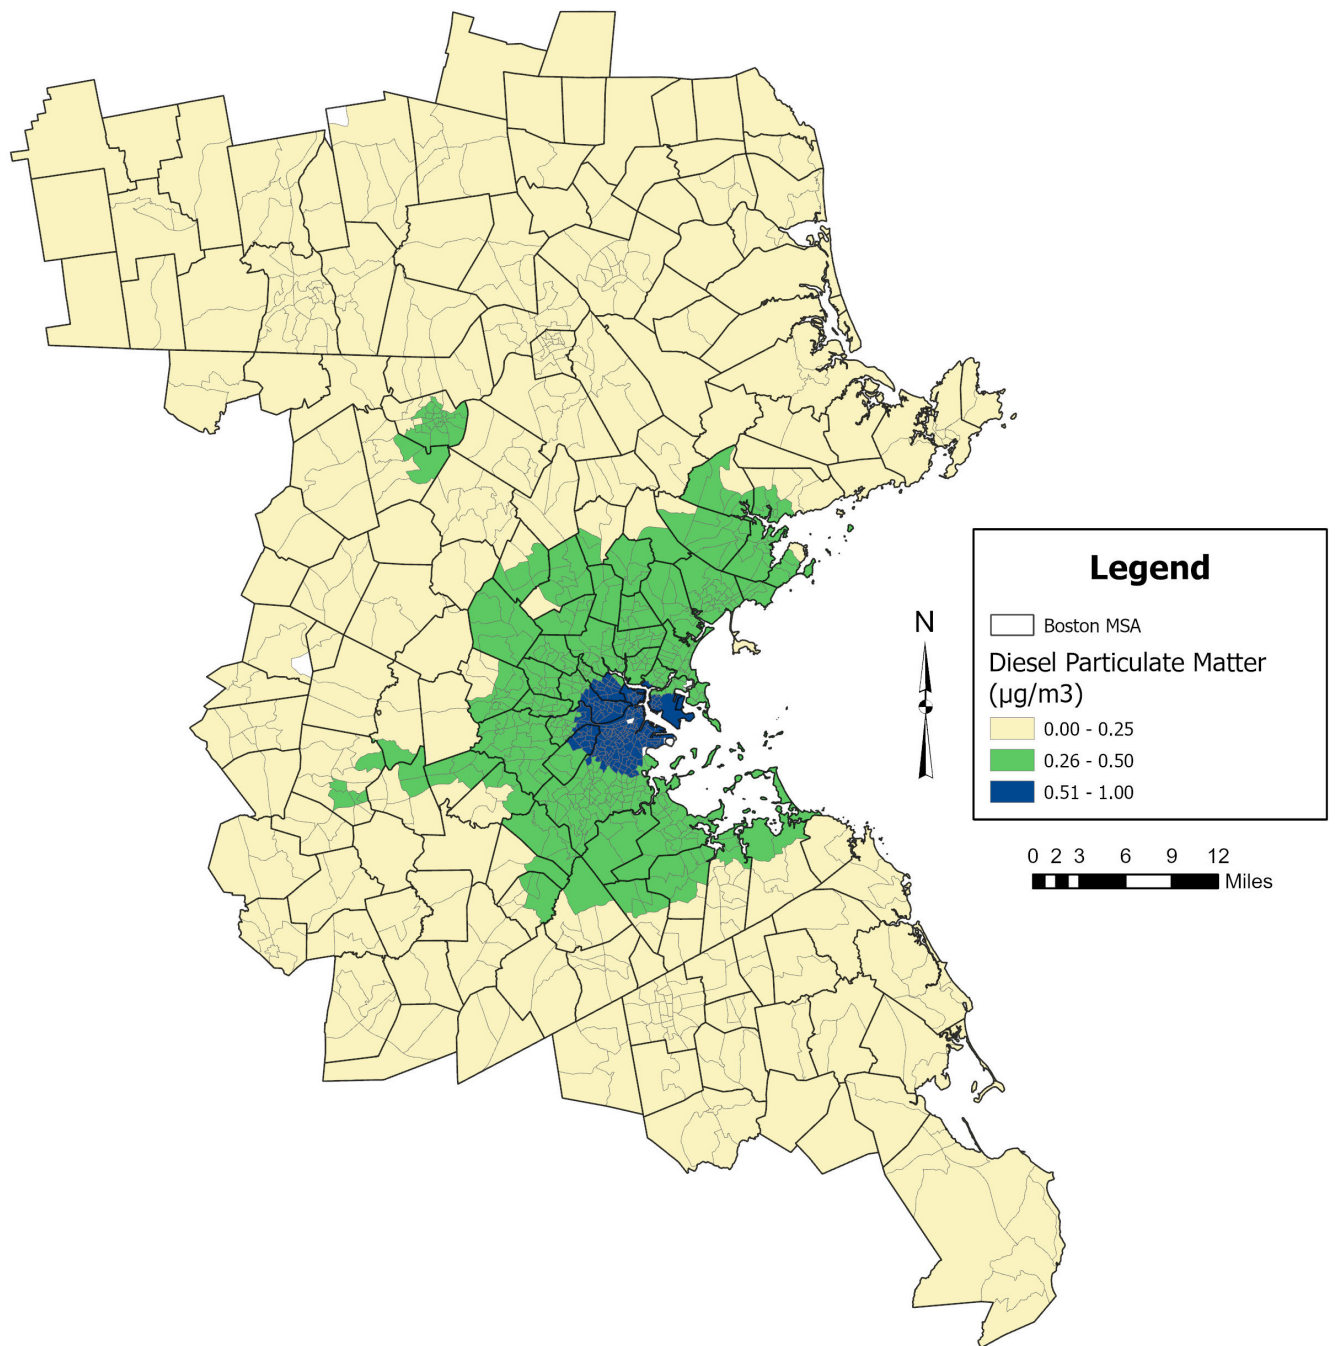 Legend
Boston MSA
Diesel Particulate Matter
(µg/m3)
0.00 - 0.25
0.26 - 0.50
0.51 - 1.00
N
0 2 3 6 9 12
Miles